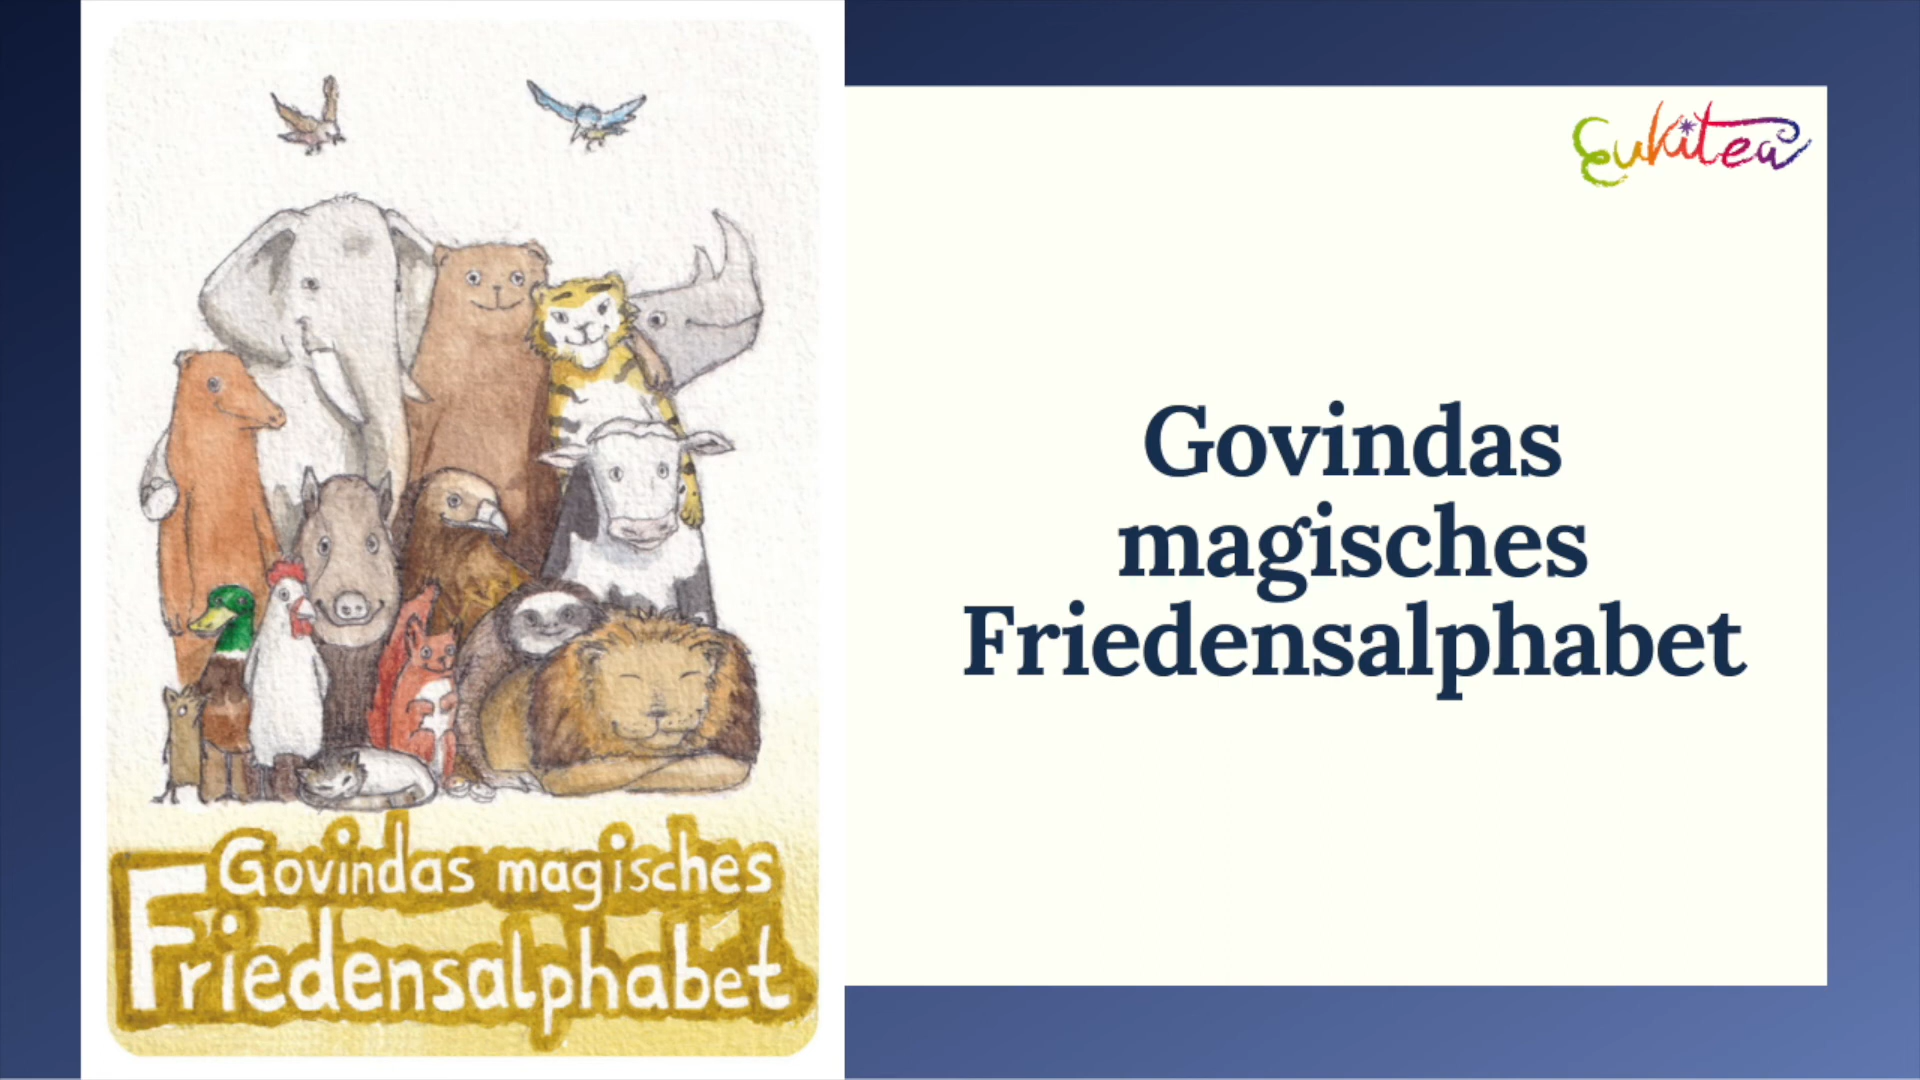 Govindas magisches
Friedensalphabet
eukitea
Govindas
magisches
Friedensalphabet